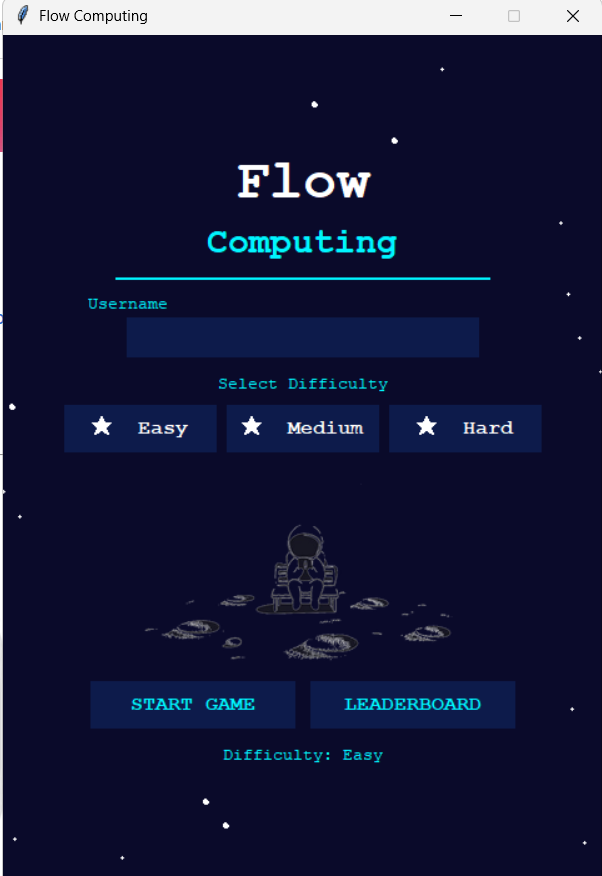 Flow Computing
Flow
Computing
Username
Select Difficulty
Easy Medium Hard
START GAME LEADERBOARD
Difficulty: Easy